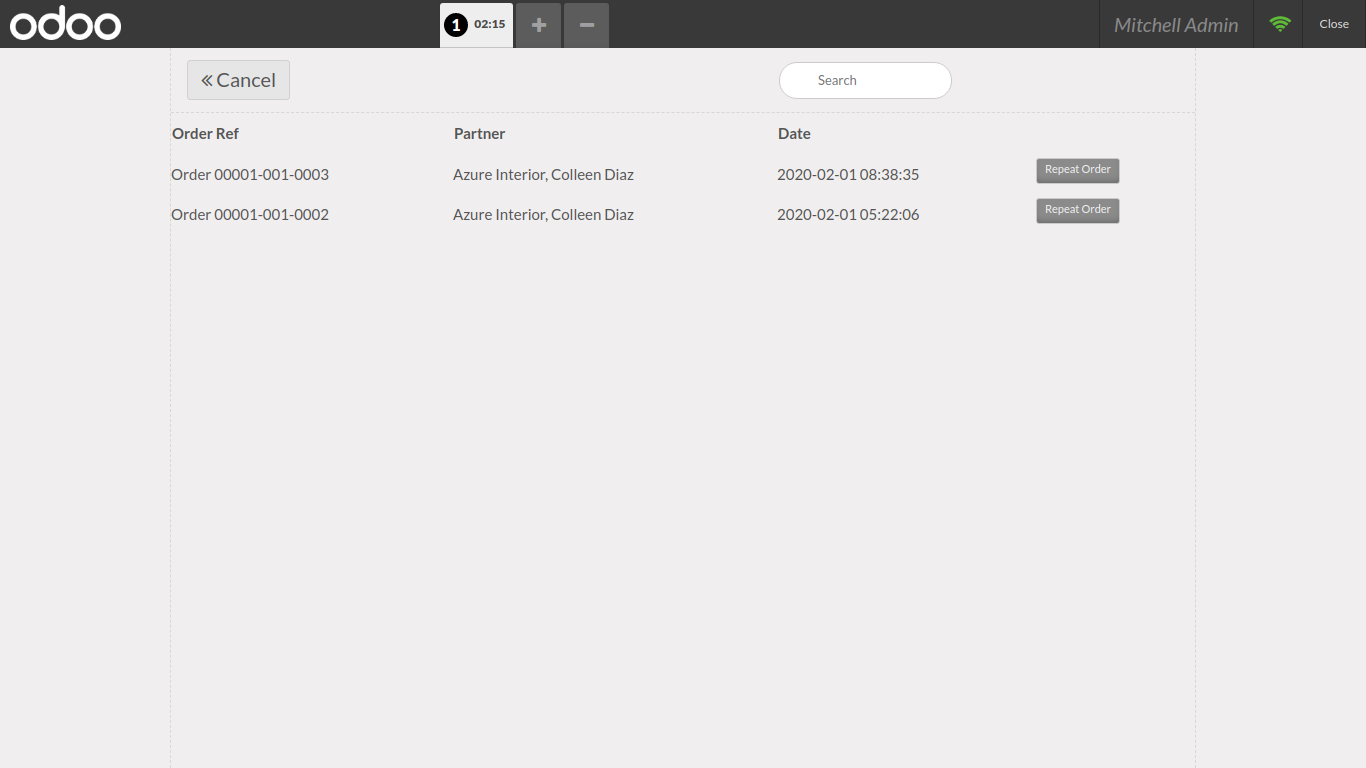 odoo 1 02:15 + − Mitchell Admin Close
« Cancel Search
Order Ref Partner Date
Order 00001-001-0003 Azure Interior, Colleen Diaz 2020-02-01 08:38:35 Repeat Order
Order 00001-001-0002 Azure Interior, Colleen Diaz 2020-02-01 05:22:06 Repeat Order